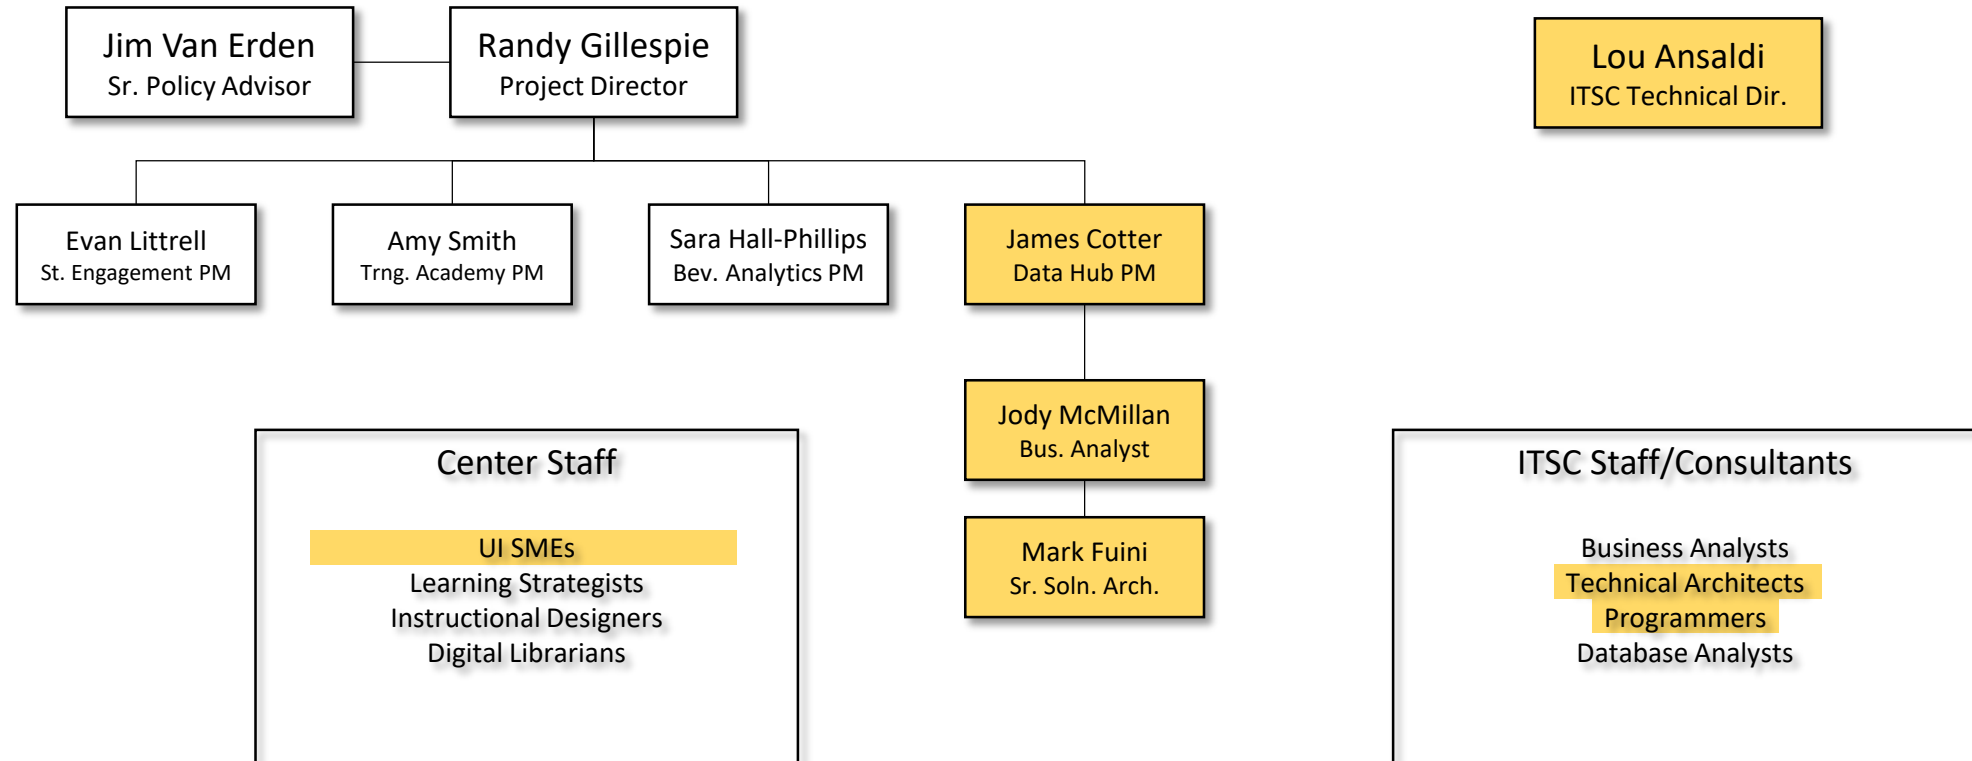 Jim Van Erden
Sr. Policy Advisor
Randy Gillespie
Project Director
Lou Ansaldi
ITSC Technical Dir.
Evan Littrell
St. Engagement PM
Amy Smith
Trng. Academy PM
Sara Hall-Phillips
Bev. Analytics PM
James Cotter
Data Hub PM
Jody McMillan
Bus. Analyst
Mark Fuini
Sr. Soln. Arch.
Center Staff
UI SMEs
Learning Strategists
Instructional Designers
Digital Librarians
ITSC Staff/Consultants
Business Analysts
Technical Architects
Programmers
Database Analysts